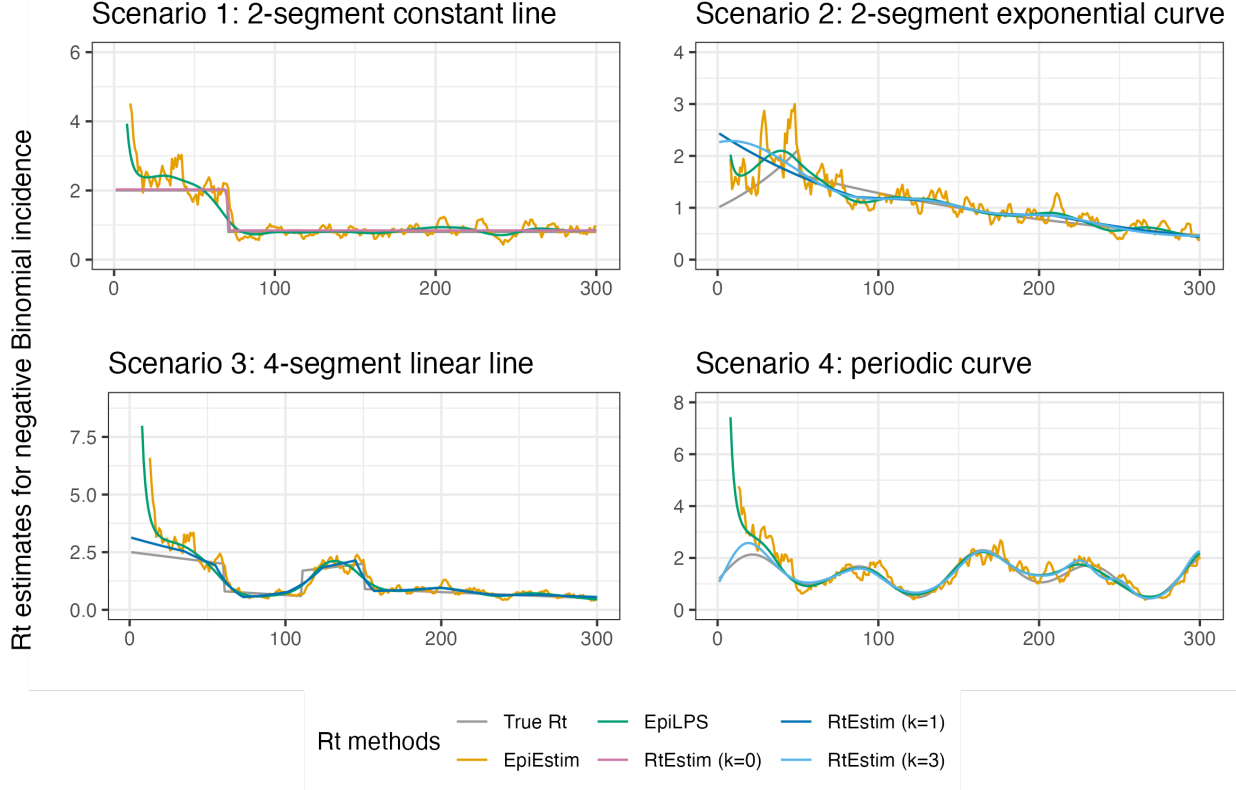 Scenario 1: 2-segment constant line
Scenario 2: 2-segment exponential curve
6
4
2
0
0 100 200 300
4
3
2
1
0
0 100 200 300
Rt estimates for negative Binomial incidence
Scenario 3: 4-segment linear line
Scenario 4: periodic curve
7.5
5.0
2.5
0.0
0 100 200 300
8
6
4
2
0
0 100 200 300
Rt methods
True Rt
EpiLPS
RtEstim (k=1)
EpiEstim
RtEstim (k=0)
RtEstim (k=3)